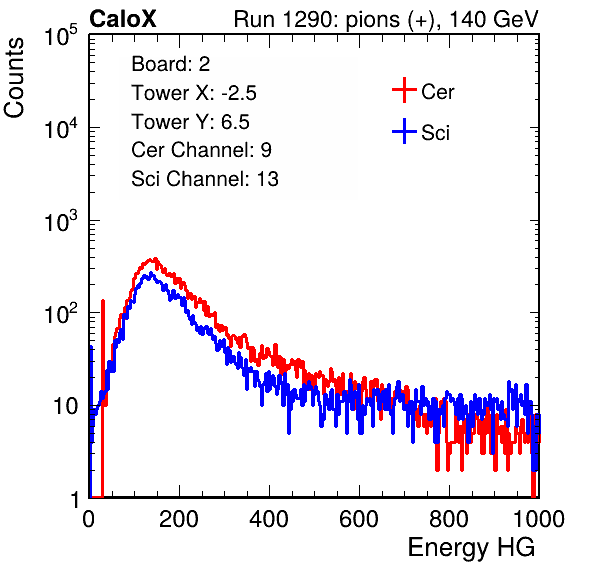 CaloX Run 1290: pions (+), 140 GeV
Counts
10^5
10^4
10^3
10^2
10
1
Board: 2
Tower X: -2.5
Tower Y: 6.5
Cer Channel: 9
Sci Channel: 13
Cer
Sci
0 200 400 600 800 1000
Energy HG